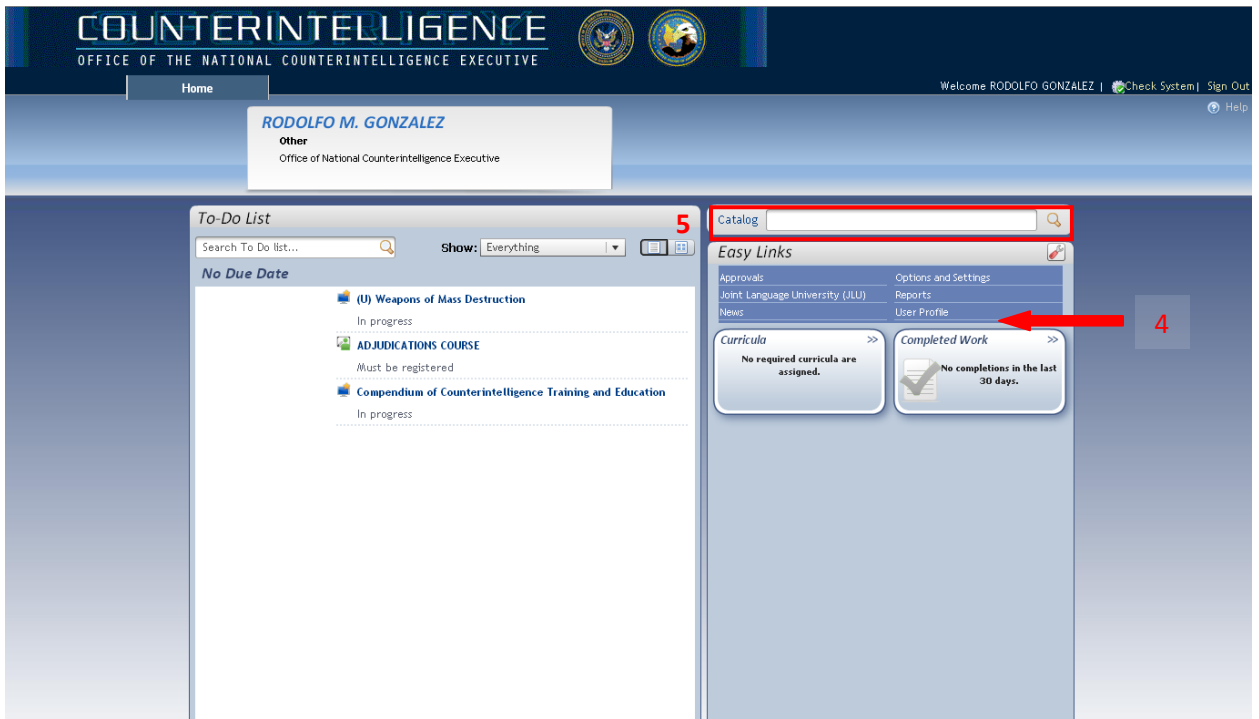 COUNTERINTELLIGENCE
OFFICE OF THE NATIONAL COUNTERINTELLIGENCE EXECUTIVE
Home
Welcome RODOLFO GONZALEZ | Check System | Sign Out
Help
RODOLFO M. GONZALEZ
Other
Office of National Counterintelligence Executive
To-Do List
5
Search To Do list...
Show: Everything
No Due Date
(U) Weapons of Mass Destruction
In progress
ADJUDICATIONS COURSE
Must be registered
Compendium of Counterintelligence Training and Education
In progress
Catalog
Easy Links
Approvals
Options and Settings
Joint Language University (JLU)
Reports
News
User Profile
4
Curricula >>
No required curricula are
assigned.
Completed Work >>
No completions in the last
30 days.